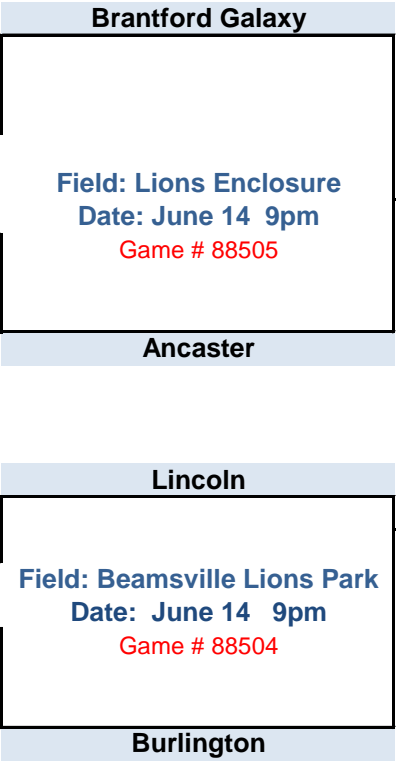 Brantford Galaxy
Field: Lions Enclosure
Date: June 14  9pm
Game # 88505
Ancaster
Lincoln
Field: Beamsville Lions Park
Date:  June 14   9pm
Game # 88504
Burlington